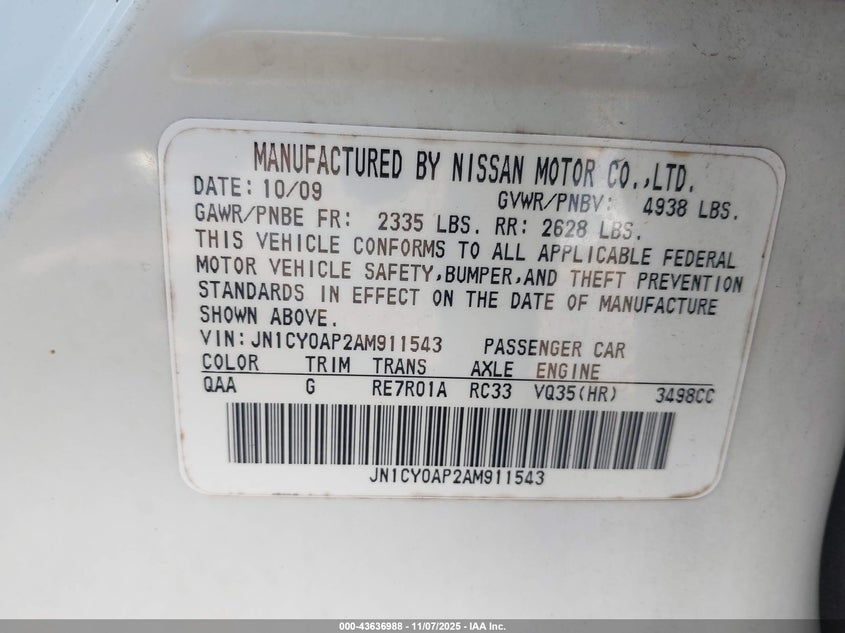 MANUFACTURED BY NISSAN MOTOR CO.,LTD.
DATE: 10/09 GVWR/PNBV: 4938 LBS.
GAWR/PNBE FR: 2335 LBS. RR: 2628 LBS.
THIS VEHICLE CONFORMS TO ALL APPLICABLE FEDERAL
MOTOR VEHICLE SAFETY,BUMPER,AND THEFT PREVENTION
STANDARDS IN EFFECT ON THE DATE OF MANUFACTURE
SHOWN ABOVE.
VIN:JN1CY0AP2AM911543 PASSENGER CAR
COLOR TRIM TRANS AXLE ENGINE
QAA G RE7R01A RC33 VQ35(HR) 3498CC
JN1CY0AP2AM911543
000-43636988 - 11/07/2025 - IAA Inc.